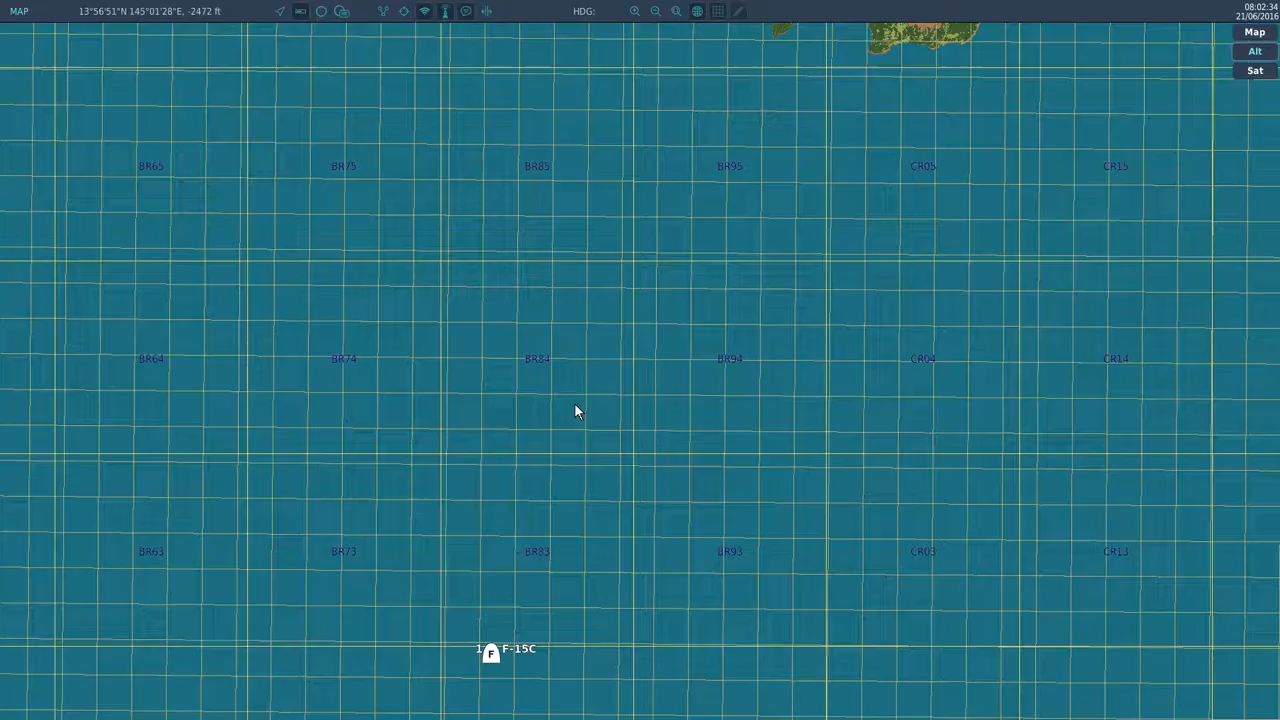 MAP 13°56'51"N 145°01'28"E, -2472 ft HDG: 08:02:34
21/06/2016
Map
Alt
Sat
BR65 BR75 BR85 BR95 CR05 CR15
BR64 BR74 BR84 BR94 CR04 CR14
BR63 BR73 BR83 BR93 CR03 CR13
1 F F-15C